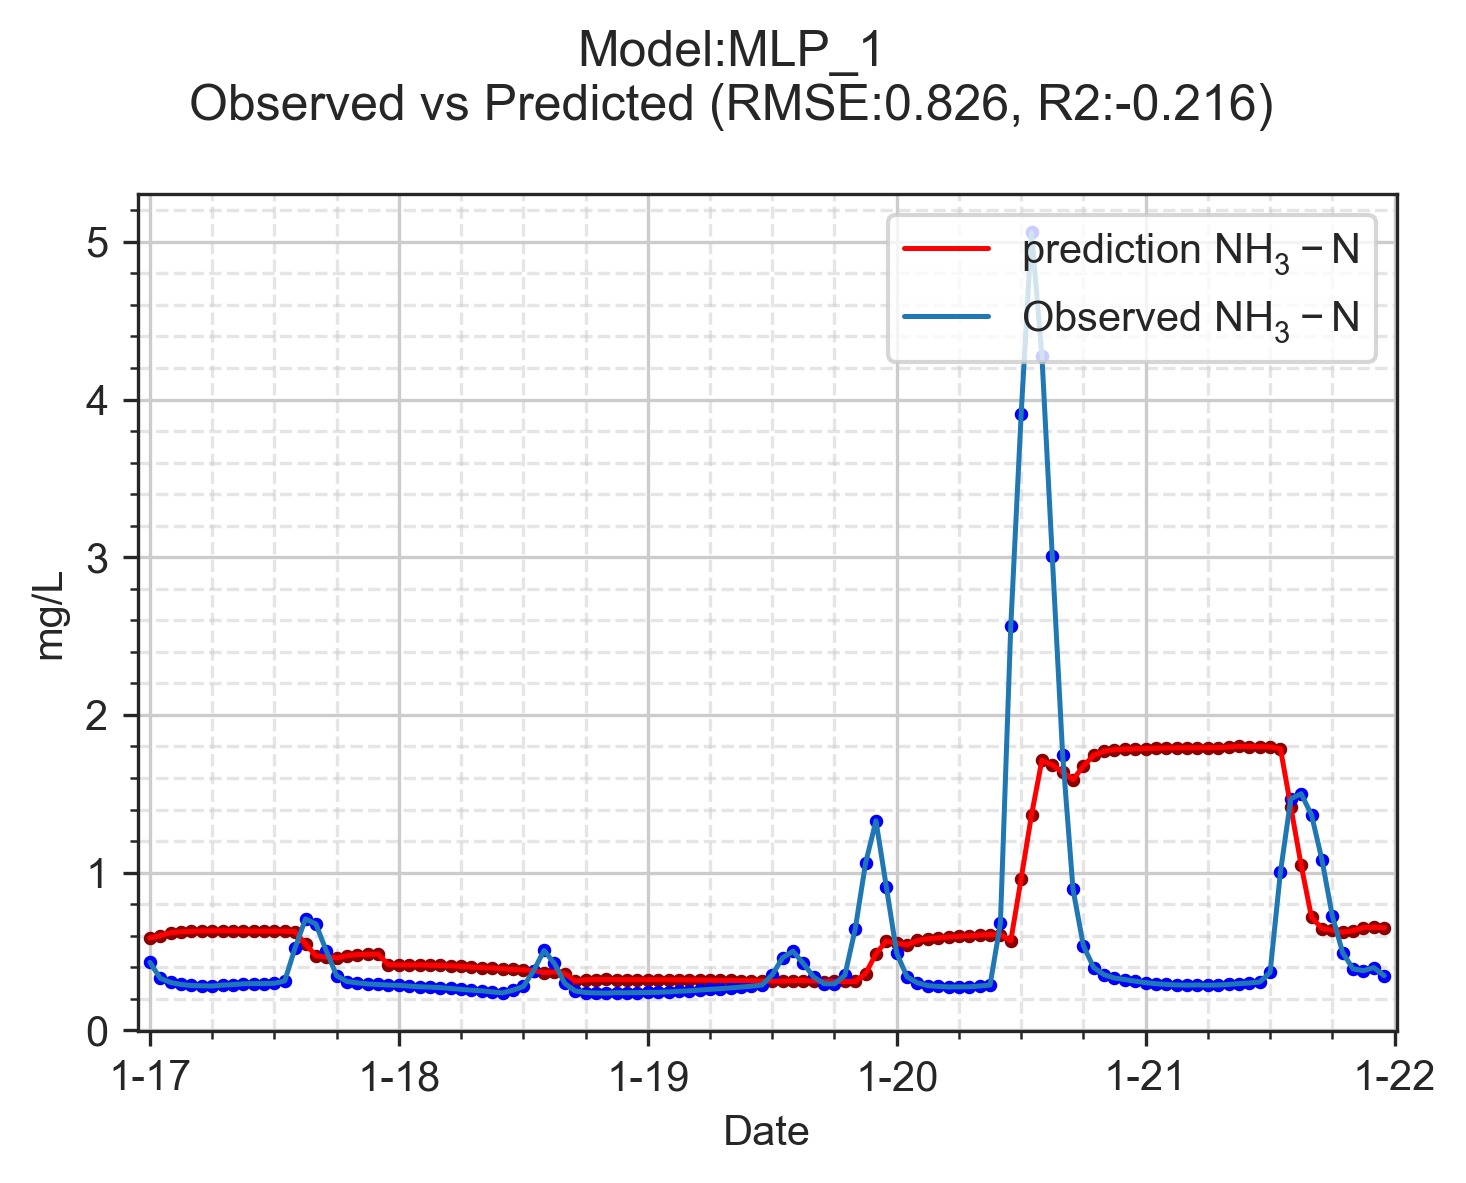 Model:MLP_1
Observed vs Predicted (RMSE:0.826, R2:-0.216)
prediction NH₃ − N
Observed NH₃ − N
5
4
3
2
1
0
mg/L
1-17 1-18 1-19 1-20 1-21 1-22
Date